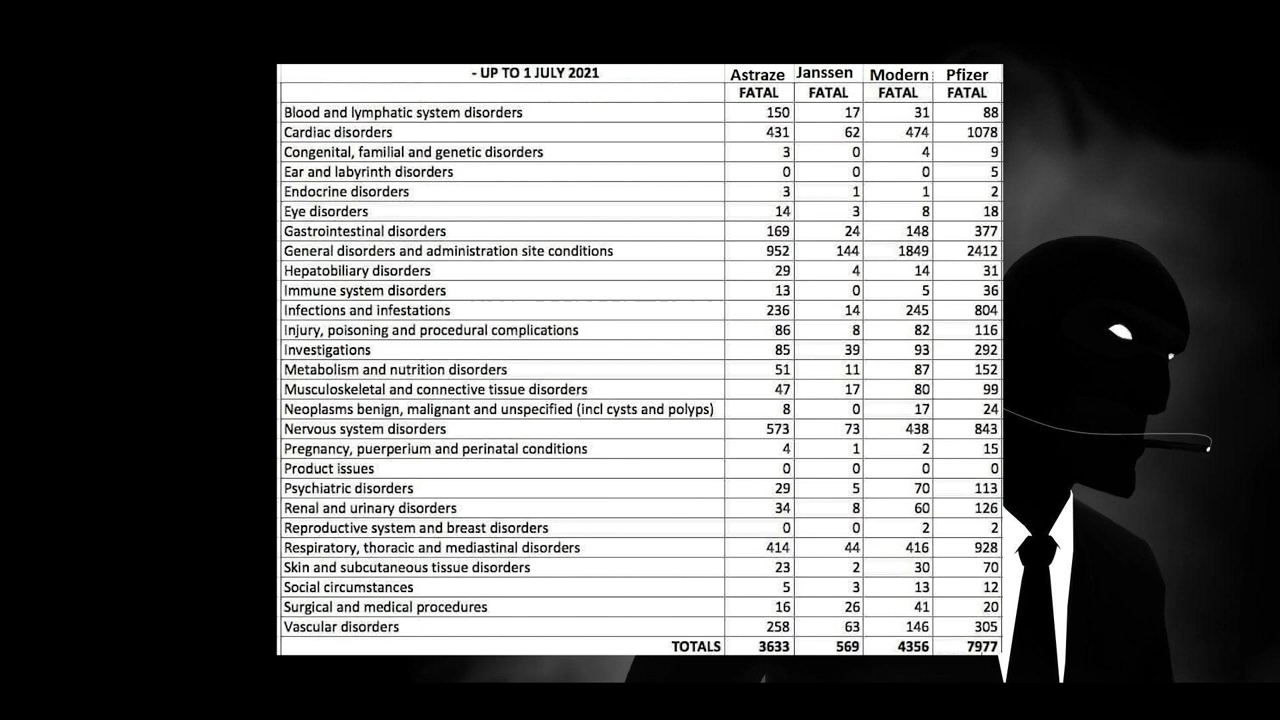 - UP TO 1 JULY 2021 Astraze Janssen Modern Pfizer
FATAL FATAL FATAL FATAL
Blood and lymphatic system disorders 150 17 31 88
Cardiac disorders 431 62 474 1078
Congenital, familial and genetic disorders 3 0 4 9
Ear and labyrinth disorders 0 0 0 5
Endocrine disorders 3 1 1 2
Eye disorders 14 3 8 18
Gastrointestinal disorders 169 24 148 377
General disorders and administration site conditions 952 144 1849 2412
Hepatobiliary disorders 29 4 14 31
Immune system disorders 13 0 5 36
Infections and infestations 236 14 245 804
Injury, poisoning and procedural complications 86 8 82 116
Investigations 85 39 93 292
Metabolism and nutrition disorders 51 11 87 152
Musculoskeletal and connective tissue disorders 47 17 80 99
Neoplasms benign, malignant and unspecified (incl cysts and polyps) 8 0 17 24
Nervous system disorders 573 73 438 843
Pregnancy, puerperium and perinatal conditions 4 1 2 15
Product issues 0 0 0 0
Psychiatric disorders 29 5 70 113
Renal and urinary disorders 34 8 60 126
Reproductive system and breast disorders 0 0 2 2
Respiratory, thoracic and mediastinal disorders 414 44 416 928
Skin and subcutaneous tissue disorders 23 2 30 70
Social circumstances 5 3 13 12
Surgical and medical procedures 16 26 41 20
Vascular disorders 258 63 146 305
TOTALS 3633 569 4356 7977